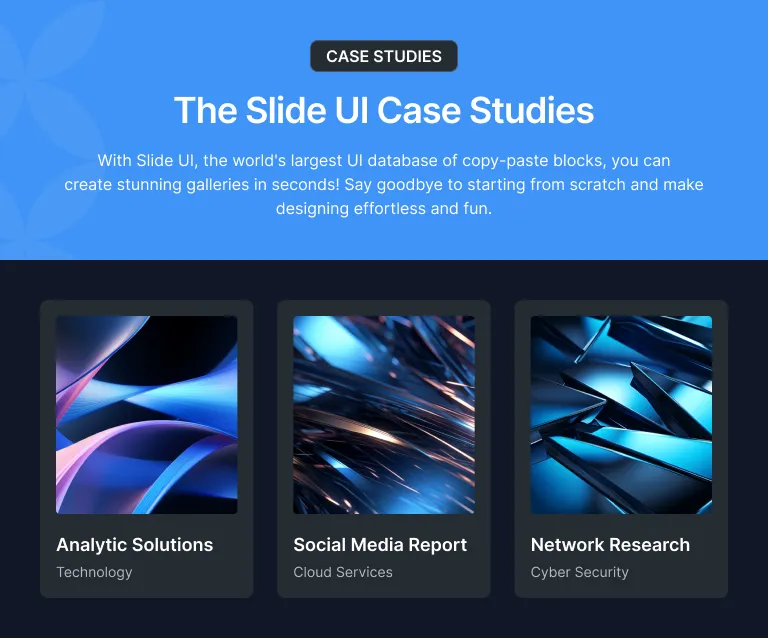 CASE STUDIES
The Slide UI Case Studies
With Slide UI, the world's largest UI database of copy-paste blocks, you can
create stunning galleries in seconds! Say goodbye to starting from scratch and make
designing effortless and fun.
Analytic Solutions
Technology
Social Media Report
Cloud Services
Network Research
Cyber Security